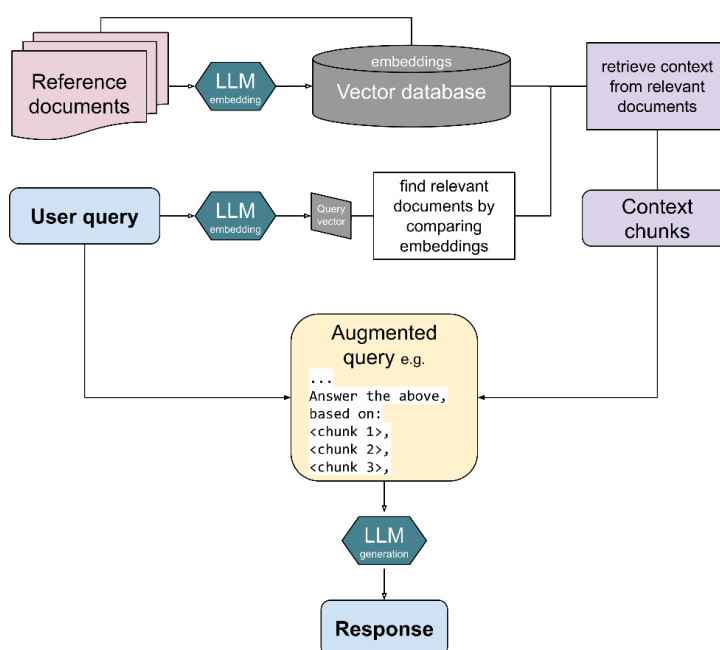 Reference
documents
LLM
embedding
embeddings
Vector database
retrieve context
from relevant
documents
User query
LLM
embedding
Query
vector
find relevant
documents by
comparing
embeddings
Context
chunks
Augmented
query e.g.
...
Answer the above,
based on:
<chunk 1>,
<chunk 2>,
<chunk 3>,
LLM
generation
Response